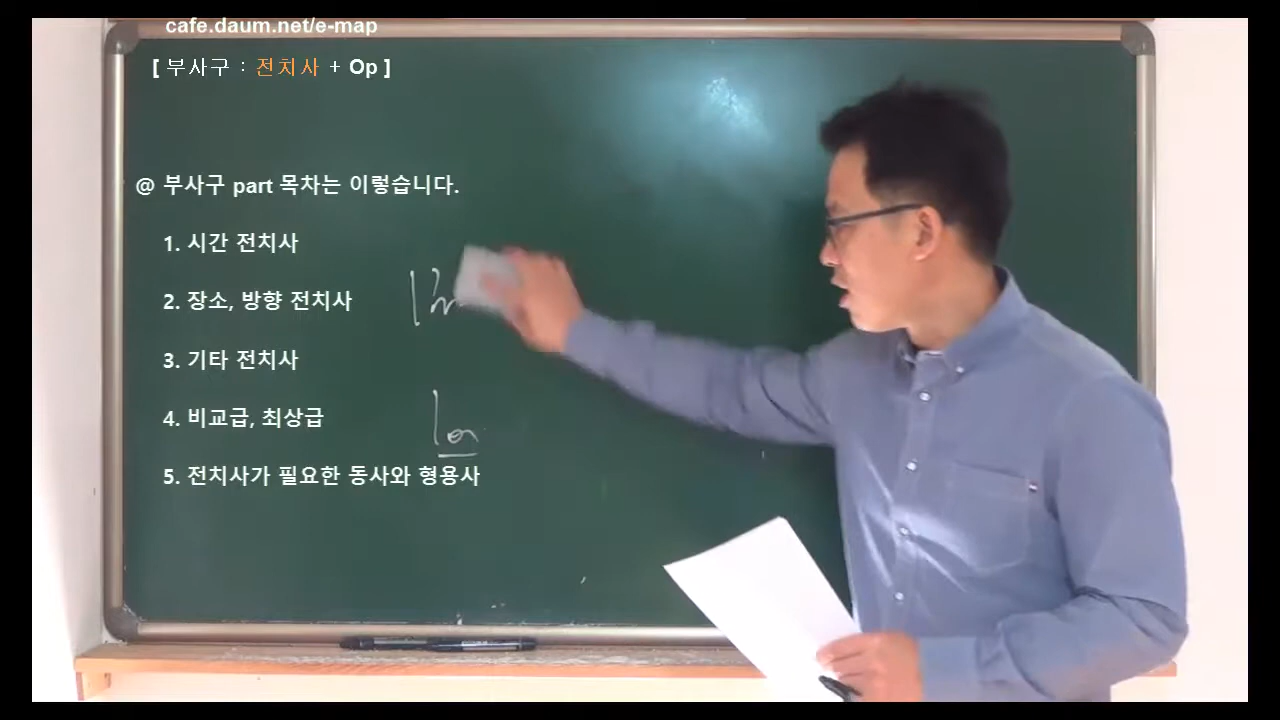 cafe.daum.net/e-map
[ 부사구 : 전치사 + Op ]
@ 부사구 part 목차는 이렇습니다.
1. 시간 전치사
2. 장소, 방향 전치사
3. 기타 전치사
4. 비교급, 최상급
5. 전치사가 필요한 동사와 형용사